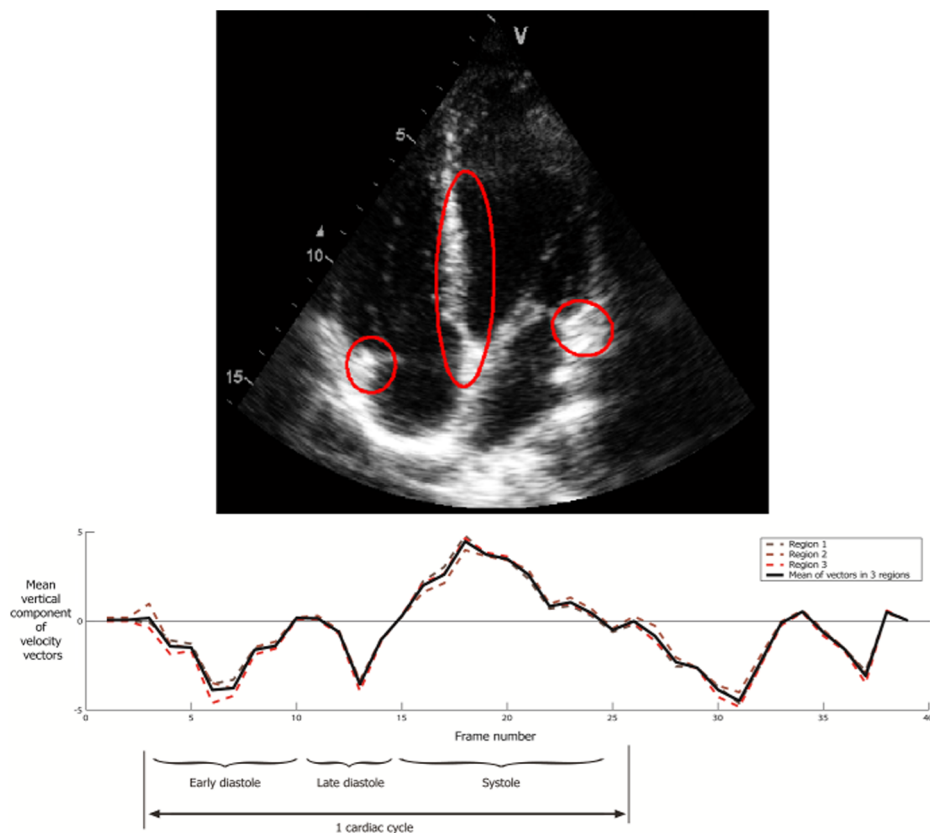 V
5
10
15
5
0
-5
Mean
vertical
component
of
velocity
vectors
Region 1
Region 2
Region 3
Mean of vectors in 3 regions
0 5 10 15 20 25 30 35 40
Frame number
Early diastole Late diastole Systole
1 cardiac cycle